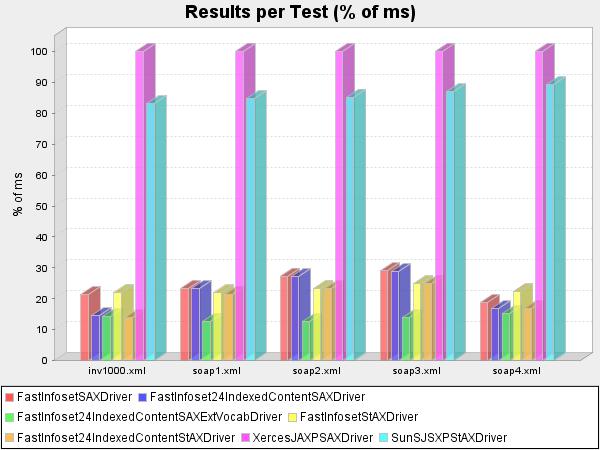 Results per Test (% of ms)
% of ms
100
90
80
70
60
50
40
30
20
10
0
inv1000.xml soap1.xml soap2.xml soap3.xml soap4.xml
FastInfosetSAXDriver FastInfoset24IndexedContentSAXDriver
FastInfoset24IndexedContentSAXExtVocabDriver FastInfosetStAXDriver
FastInfoset24IndexedContentStAXDriver XercesJAXPSAXDriver SunSJSXPStAXDriver